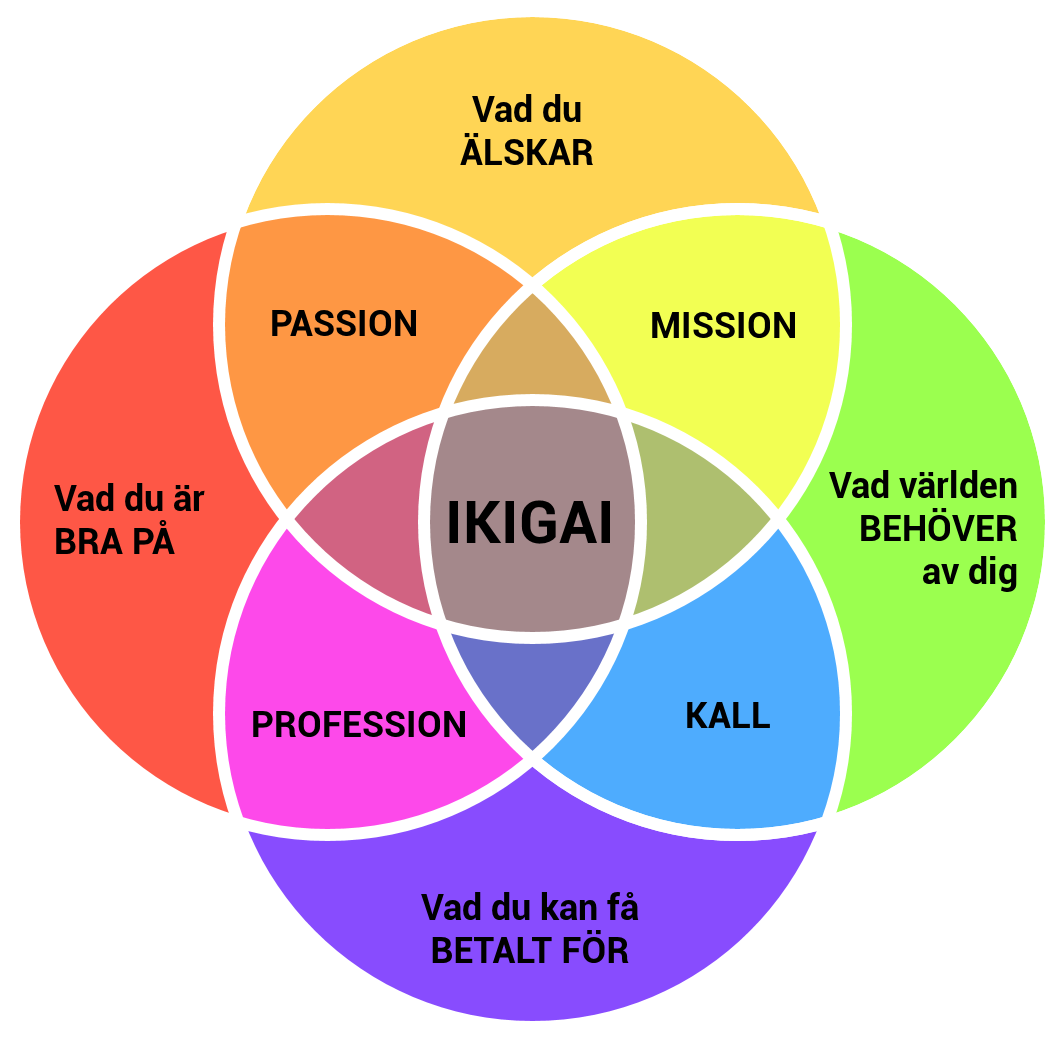 Vad du
ÄLSKAR
PASSION
MISSION
Vad du är
BRA PÅ
IKIGAI
Vad världen
BEHÖVER
av dig
PROFESSION
KALL
Vad du kan få
BETALT FÖR